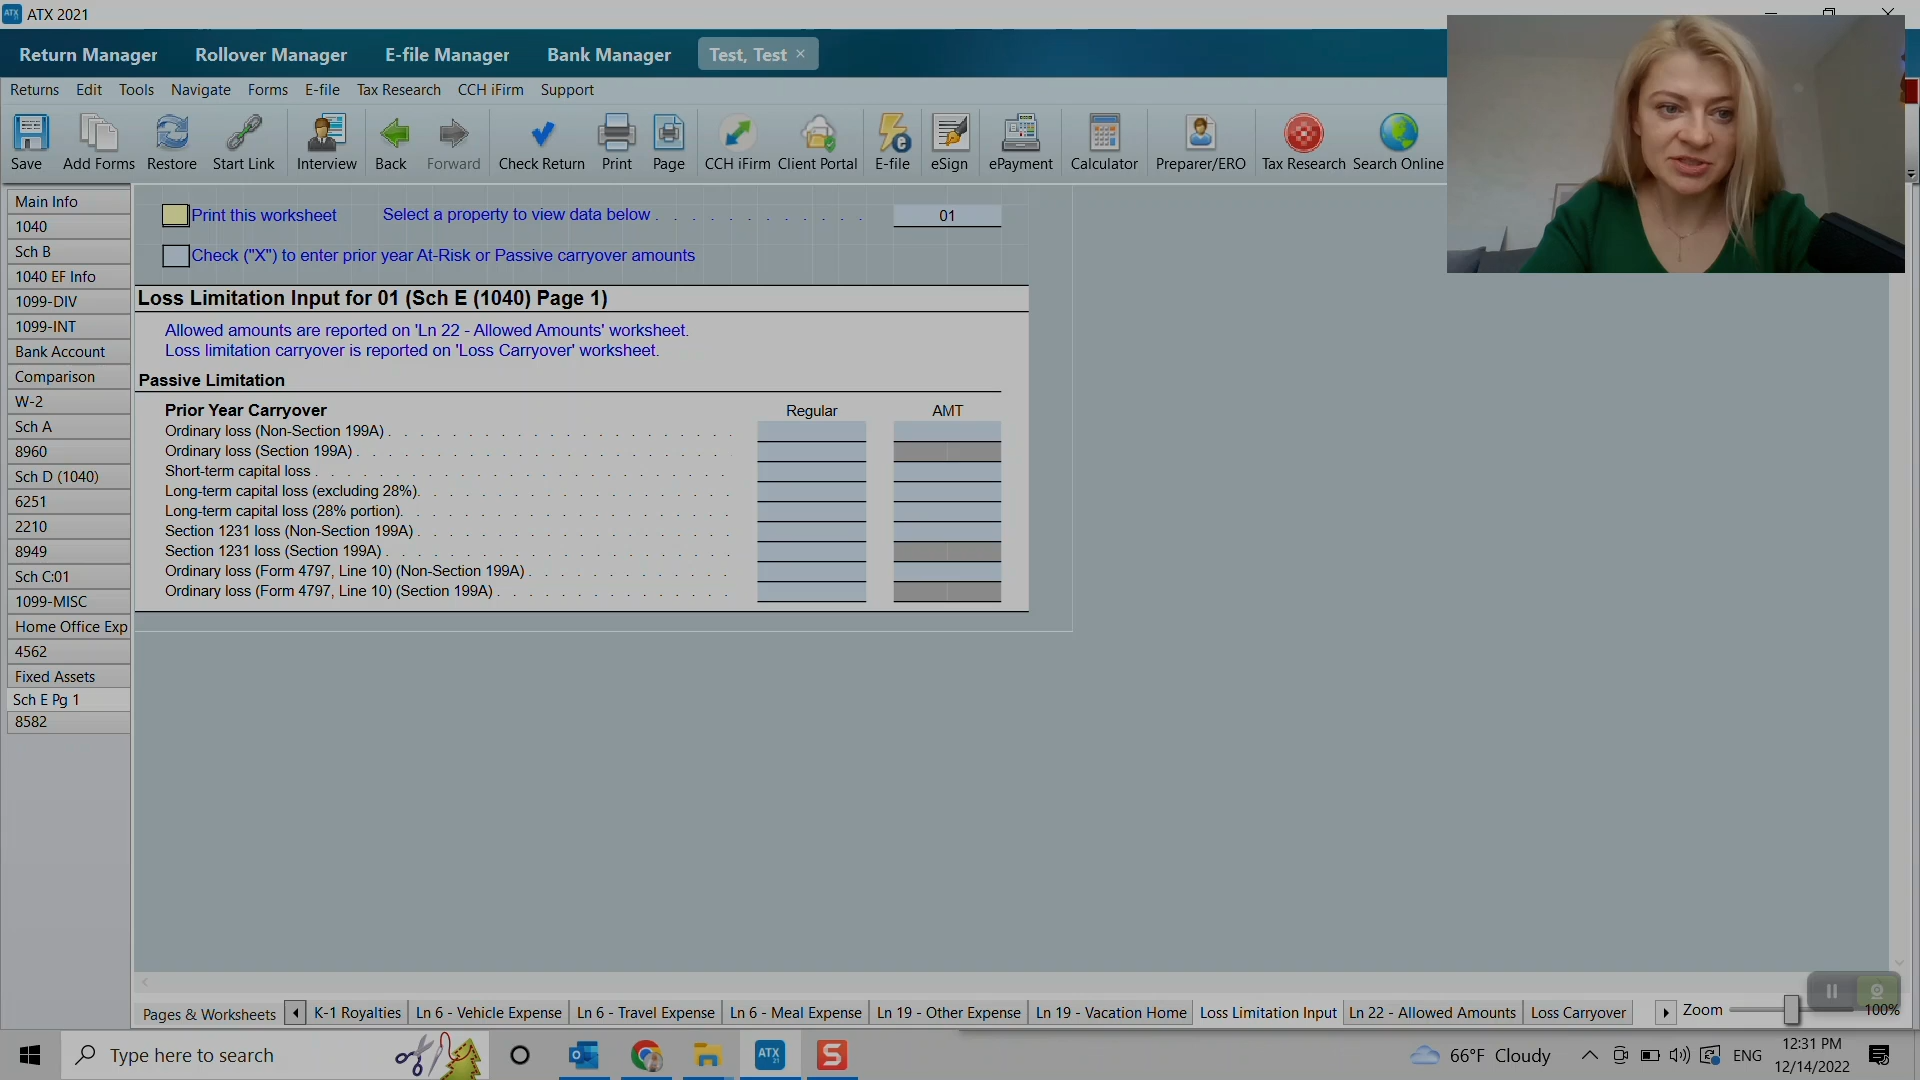 ATX 2021
Return Manager Rollover Manager E-file Manager Bank Manager Test, Test ×
Returns Edit Tools Navigate Forms E-file Tax Research CCH iFirm Support
Save Add Forms Restore Start Link Interview Back Forward Check Return Print Page CCH iFirm Client Portal E-file eSign ePayment Calculator Preparer/ERO Tax Research Search Online
Main Info
1040
Sch B
1040 EF Info
1099-DIV
1099-INT
Bank Account
Comparison
W-2
Sch A
8960
Sch D (1040)
6251
2210
8949
Sch C:01
1099-MISC
Home Office Exp
4562
Fixed Assets
Sch E Pg 1
8582
Print this worksheet Select a property to view data below . . . . . . . . . . . . 01
Check ("X") to enter prior year At-Risk or Passive carryover amounts
Loss Limitation Input for 01 (Sch E (1040) Page 1)
Allowed amounts are reported on 'Ln 22 - Allowed Amounts' worksheet.
Loss limitation carryover is reported on 'Loss Carryover' worksheet.
Passive Limitation
Prior Year Carryover Regular AMT
Ordinary loss (Non-Section 199A)
Ordinary loss (Section 199A)
Short-term capital loss
Long-term capital loss (excluding 28%)
Long-term capital loss (28% portion)
Section 1231 loss (Non-Section 199A)
Section 1231 loss (Section 199A)
Ordinary loss (Form 4797, Line 10) (Non-Section 199A)
Ordinary loss (Form 4797, Line 10) (Section 199A)
Pages & Worksheets K-1 Royalties Ln 6 - Vehicle Expense Ln 6 - Travel Expense Ln 6 - Meal Expense Ln 19 - Other Expense Ln 19 - Vacation Home Loss Limitation Input Ln 22 - Allowed Amounts Loss Carryover Zoom 100%
Type here to search ATX 21 S 66°F Cloudy ENG 12:31 PM
12/14/2022